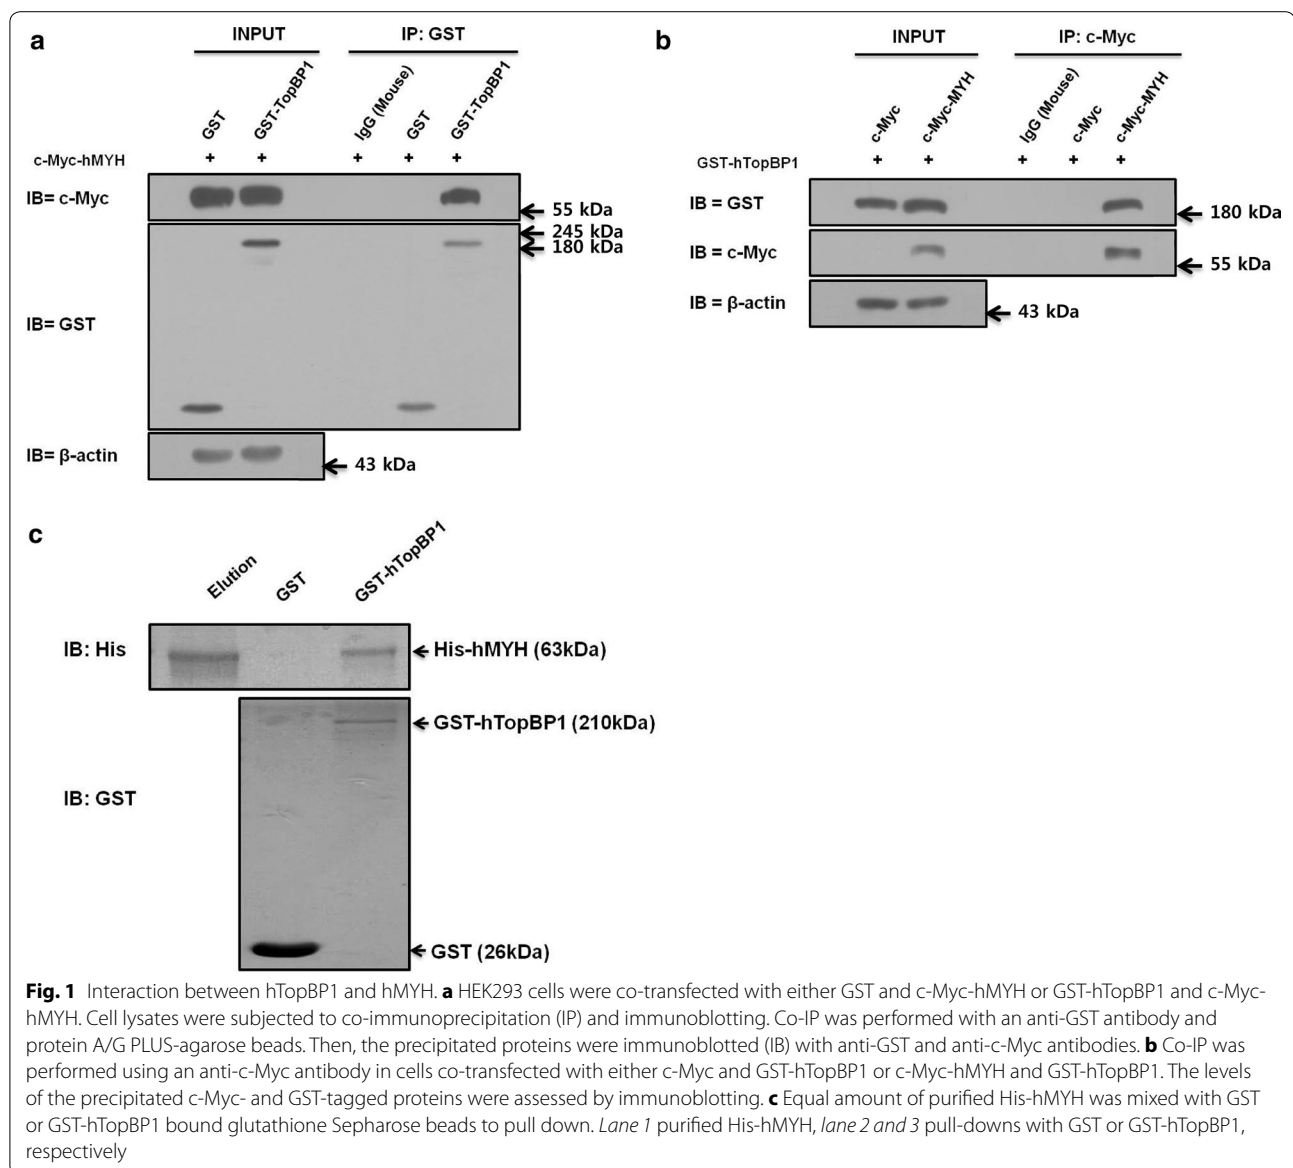 a
INPUT IP: GST
GST GST-TopBP1 IgG (Mouse) GST GST-TopBP1
c-Myc-hMYH + + + + +
IB= c-Myc
55 kDa
245 kDa
180 kDa
IB= GST
IB= β-actin
43 kDa
b
INPUT IP: c-Myc
c-Myc c-Myc-MYH IgG (Mouse) c-Myc c-Myc-MYH
GST-hTopBP1 + + + + +
IB = GST
180 kDa
IB = c-Myc
55 kDa
IB = β-actin
43 kDa
c
Elution GST GST-hTopBP1
IB: His
His-hMYH (63kDa)
GST-hTopBP1 (210kDa)
IB: GST
GST (26kDa)
Fig. 1 Interaction between hTopBP1 and hMYH. a HEK293 cells were co-transfected with either GST and c-Myc-hMYH or GST-hTopBP1 and c-Myc-
hMYH. Cell lysates were subjected to co-immunoprecipitation (IP) and immunoblotting. Co-IP was performed with an anti-GST antibody and
protein A/G PLUS-agarose beads. Then, the precipitated proteins were immunoblotted (IB) with anti-GST and anti-c-Myc antibodies. b Co-IP was
performed using an anti-c-Myc antibody in cells co-transfected with either c-Myc and GST-hTopBP1 or c-Myc-hMYH and GST-hTopBP1. The levels
of the precipitated c-Myc- and GST-tagged proteins were assessed by immunoblotting. c Equal amount of purified His-hMYH was mixed with GST
or GST-hTopBP1 bound glutathione Sepharose beads to pull down. Lane 1 purified His-hMYH, lane 2 and 3 pull-downs with GST or GST-hTopBP1,
respectively